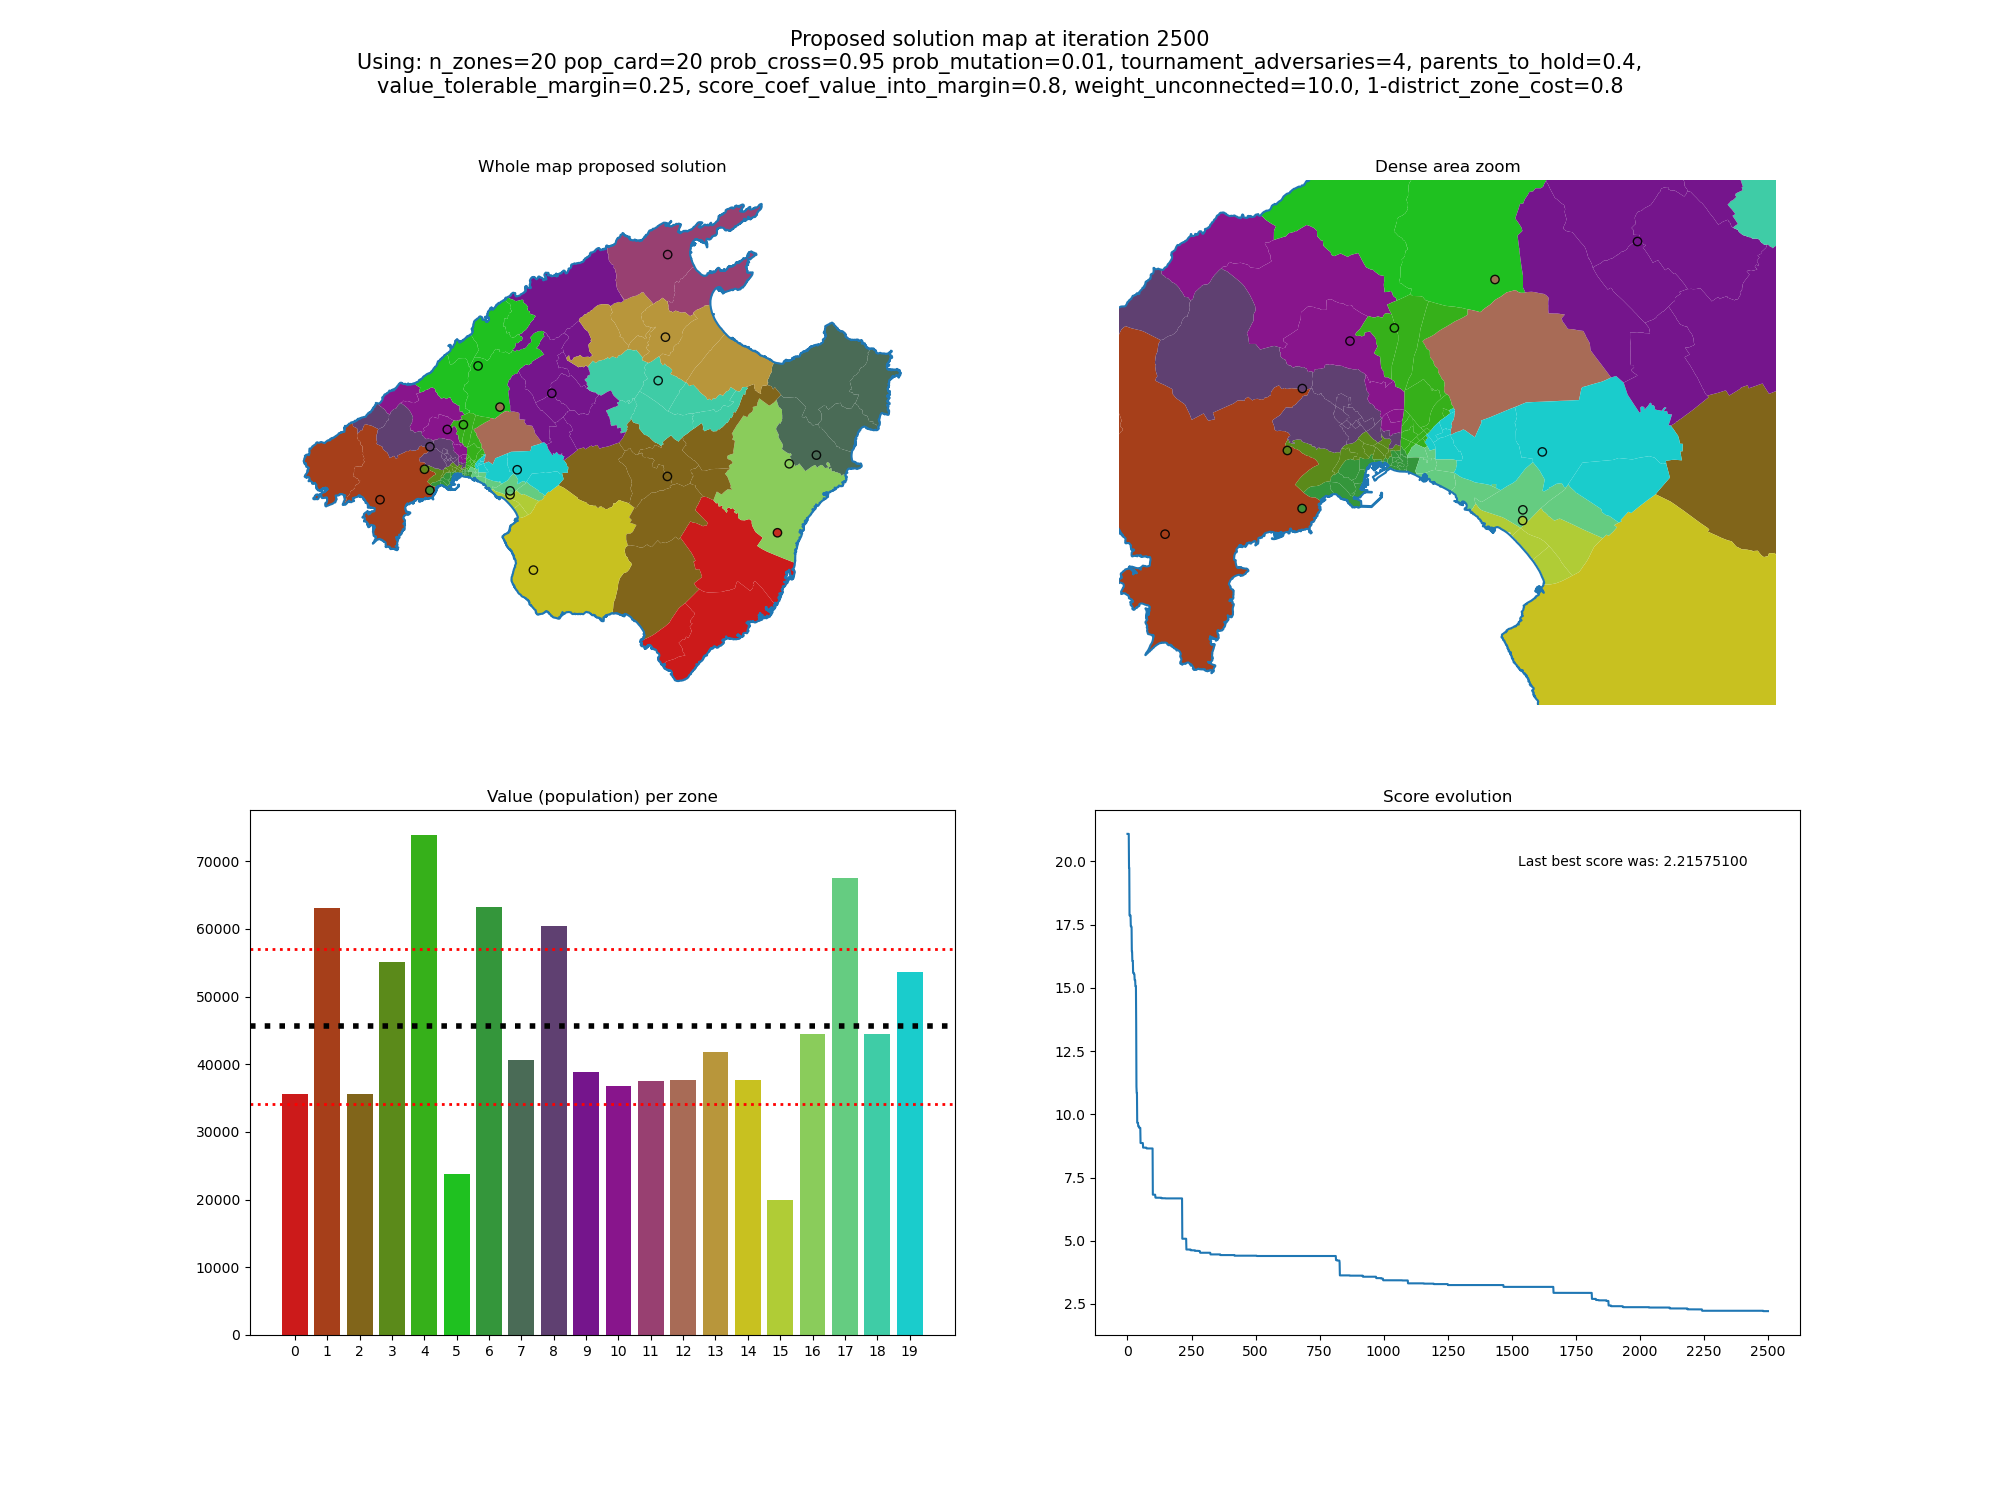 Proposed solution map at iteration 2500
Using: n_zones=20 pop_card=20 prob_cross=0.95 prob_mutation=0.01, tournament_adversaries=4, parents_to_hold=0.4,
value_tolerable_margin=0.25, score_coef_value_into_margin=0.8, weight_unconnected=10.0, 1-district_zone_cost=0.8
Whole map proposed solution
Dense area zoom
Value (population) per zone
70000
60000
50000
40000
30000
20000
10000
0
0 1 2 3 4 5 6 7 8 9 10 11 12 13 14 15 16 17 18 19
Score evolution
Last best score was: 2.21575100
20.0
17.5
15.0
12.5
10.0
7.5
5.0
2.5
0 250 500 750 1000 1250 1500 1750 2000 2250 2500